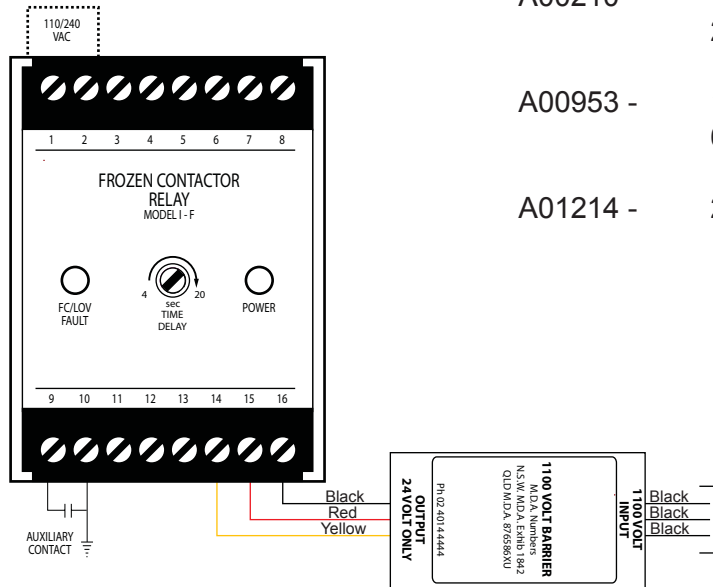 110/240
VAC
A00953 -
A01214 -
1 2 3 4 5 6 7 8
FROZEN CONTACTOR
RELAY
MODEL I - F
FC/LOV
FAULT
4 20
sec
TIME
DELAY
POWER
9 10 11 12 13 14 15 16
AUXILIARY
CONTACT
Black
Red
Yellow
OUTPUT
24 VOLT ONLY
Ph 02 4014 4444
1100 VOLT BARRIER
M.D.A. Numbers
N.S.W. M.D.A. Exhib 1842
QLD M.D.A. 876586XU
1100 VOLT
INPUT
Black
Black
Black